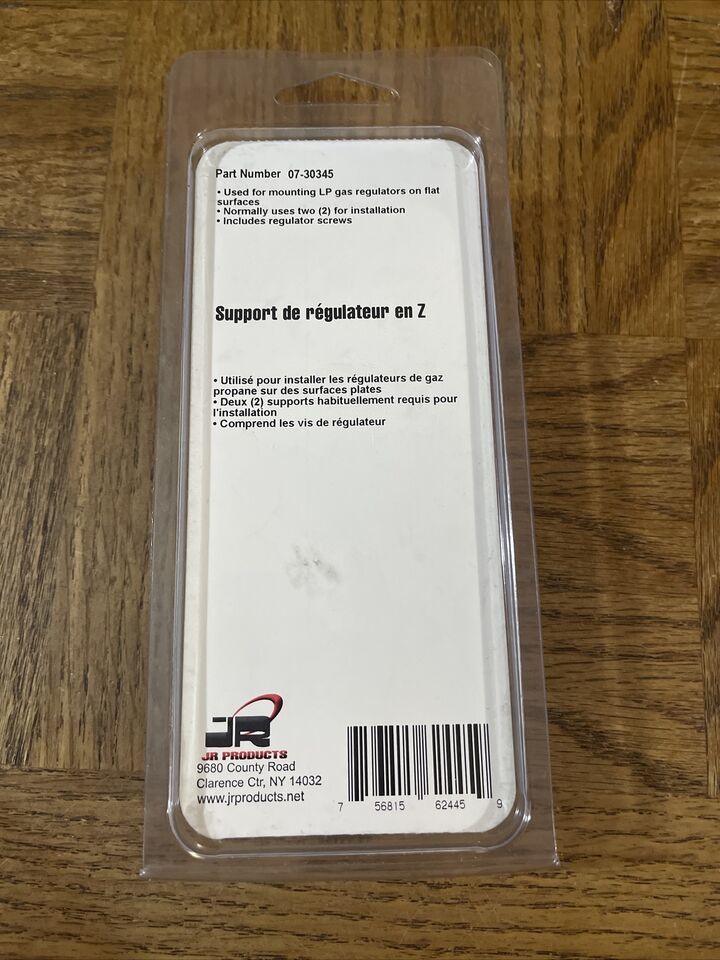 Part Number 07-30345
• Used for mounting LP gas regulators on flat
surfaces
• Normally uses two (2) for installation
• Includes regulator screws
Support de régulateur en Z
• Utilisé pour installer les régulateurs de gaz
propane sur des surfaces plates
• Deux (2) supports habituellement requis pour
l'installation
• Comprend les vis de régulateur
JR
JR PRODUCTS
9680 County Road
Clarence Ctr, NY 14032
www.jrproducts.net
7 56815 62445 9